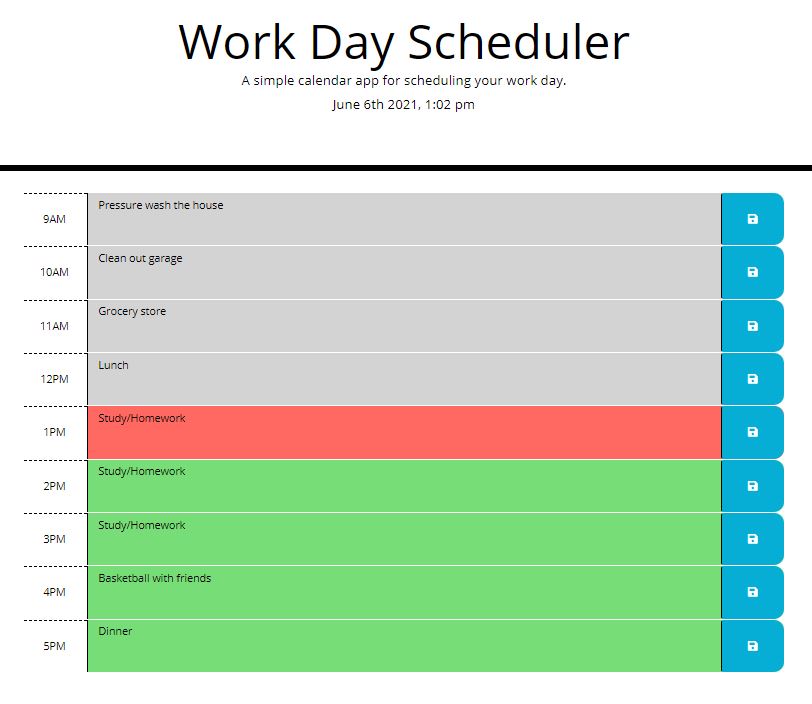 Work Day Scheduler
A simple calendar app for scheduling your work day.
June 6th 2021, 1:02 pm
9AM Pressure wash the house
10AM Clean out garage
11AM Grocery store
12PM Lunch
1PM Study/Homework
2PM Study/Homework
3PM Study/Homework
4PM Basketball with friends
5PM Dinner